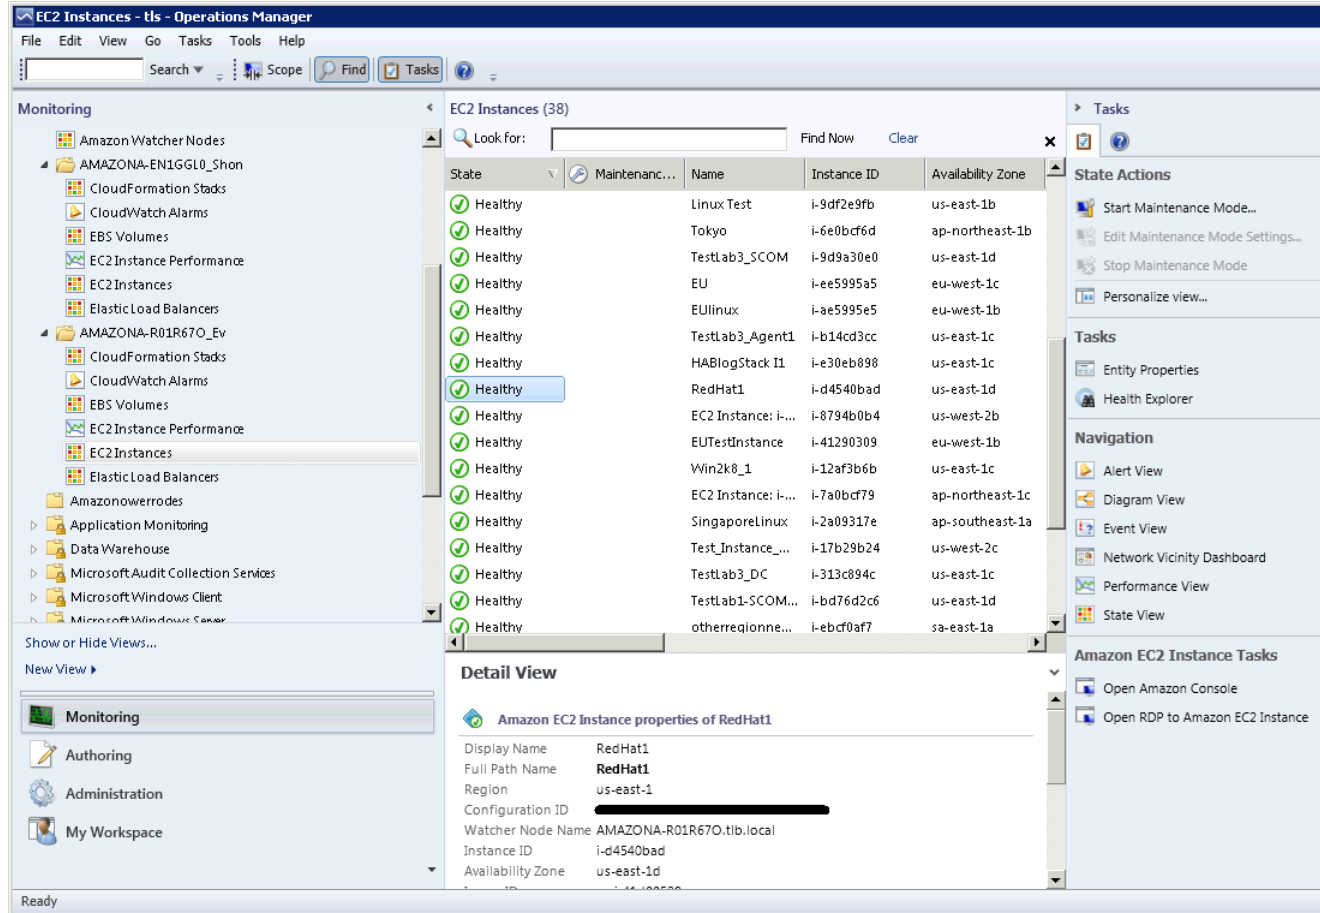 EC2 Instances - tls - Operations Manager
File Edit View Go Tasks Tools Help
Search Scope Find Tasks
Monitoring
Amazon Watcher Nodes
AMAZONA-EN1GGL0_Shon
CloudFormation Stacks
CloudWatch Alarms
EBS Volumes
EC2 Instance Performance
EC2 Instances
Elastic Load Balancers
AMAZONA-R01R67O_Ev
CloudFormation Stacks
CloudWatch Alarms
EBS Volumes
EC2 Instance Performance
EC2 Instances
Elastic Load Balancers
Amazonowerrodes
Application Monitoring
Data Warehouse
Microsoft Audit Collection Services
Microsoft Windows Client
Microsoft Windows Server
Show or Hide Views...
New View
Monitoring
Authoring
Administration
My Workspace
EC2 Instances (38)
Look for: Find Now Clear
State Maintenanc... Name Instance ID Availability Zone
Healthy Linux Test i-9df2e9fb us-east-1b
Healthy Tokyo i-6e0bcf6d ap-northeast-1b
Healthy TestLab3_SCOM i-9d9a30e0 us-east-1d
Healthy EU i-ee5995a5 eu-west-1c
Healthy EUlinux i-ae5995e5 eu-west-1b
Healthy TestLab3_Agent1 i-b14cd3cc us-east-1c
Healthy HABlogStack I1 i-e30eb898 us-east-1c
Healthy RedHat1 i-d4540bad us-east-1d
Healthy EC2 Instance: i-... i-8794b0b4 us-west-2b
Healthy EUTestInstance i-41290309 eu-west-1b
Healthy Win2k8_1 i-12af3b6b us-east-1c
Healthy EC2 Instance: i-... i-7a0bcf79 ap-northeast-1c
Healthy SingaporeLinux i-2a09317e ap-southeast-1a
Healthy Test_Instance_... i-17b29b24 us-west-2c
Healthy TestLab3_DC i-313c894c us-east-1c
Healthy TestLab1-SCOM... i-bd76d2c6 us-east-1d
Healthy otherregionne... i-ebcf0af7 sa-east-1a
Detail View
Amazon EC2 Instance properties of RedHat1
Display Name RedHat1
Full Path Name RedHat1
Region us-east-1
Configuration ID
Watcher Node Name AMAZONA-R01R67O.tlb.local
Instance ID i-d4540bad
Availability Zone us-east-1d
Tasks
State Actions
Start Maintenance Mode...
Edit Maintenance Mode Settings...
Stop Maintenance Mode
Personalize view...
Tasks
Entity Properties
Health Explorer
Navigation
Alert View
Diagram View
Event View
Network Vicinity Dashboard
Performance View
State View
Amazon EC2 Instance Tasks
Open Amazon Console
Open RDP to Amazon EC2 Instance
Ready